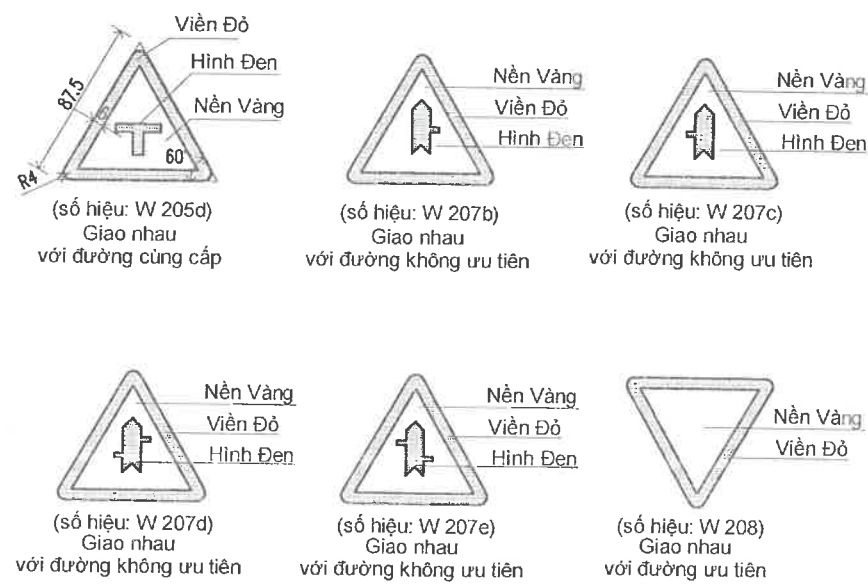 Viền Đỏ
Hình Đen
Nền Vàng
87.5
5
60°
R4
(số hiệu: W 205d)
Giao nhau
với đường cùng cấp
Nền Vàng
Viền Đỏ
Hình Đen
(số hiệu: W 207b)
Giao nhau
với đường không ưu tiên
Nền Vàng
Viền Đỏ
Hình Đen
(số hiệu: W 207c)
Giao nhau
với đường không ưu tiên
Nền Vàng
Viền Đỏ
Hình Đen
(số hiệu: W 207d)
Giao nhau
với đường không ưu tiên
Nền Vàng
Viền Đỏ
Hình Đen
(số hiệu: W 207e)
Giao nhau
với đường không ưu tiên
Nền Vàng
Viền Đỏ
(số hiệu: W 208)
Giao nhau
với đường ưu tiên